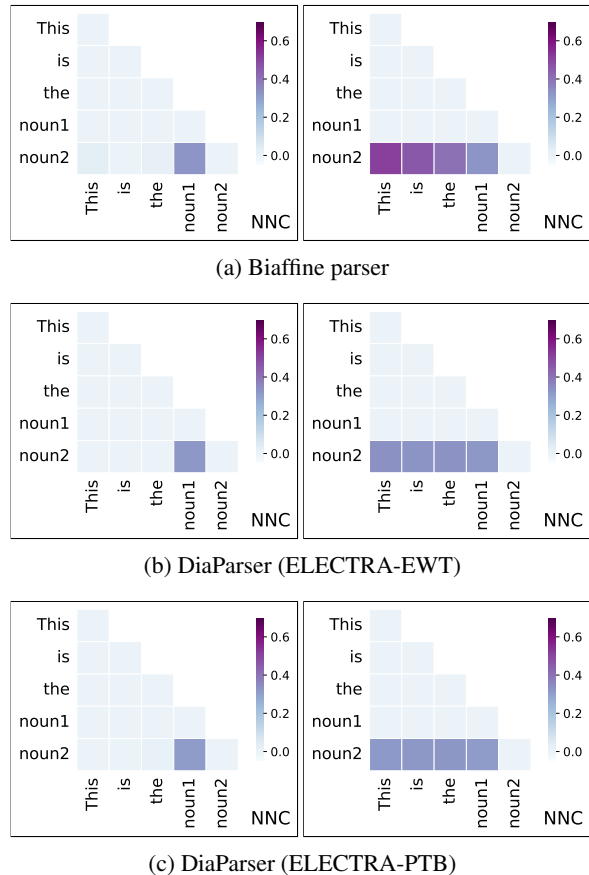 This
is
the
noun1
noun2
This
is
the
noun1
noun2
0.6
0.4
0.2
0.0
NNC
This
is
the
noun1
noun2
This
is
the
noun1
noun2
0.6
0.4
0.2
0.0
NNC
(a) Biaffine parser
This
is
the
noun1
noun2
This
is
the
noun1
noun2
0.6
0.4
0.2
0.0
NNC
This
is
the
noun1
noun2
This
is
the
noun1
noun2
0.6
0.4
0.2
0.0
NNC
(b) DiaParser (ELECTRA-EWT)
This
is
the
noun1
noun2
This
is
the
noun1
noun2
0.6
0.4
0.2
0.0
NNC
This
is
the
noun1
noun2
This
is
the
noun1
noun2
0.6
0.4
0.2
0.0
NNC
(c) DiaParser (ELECTRA-PTB)